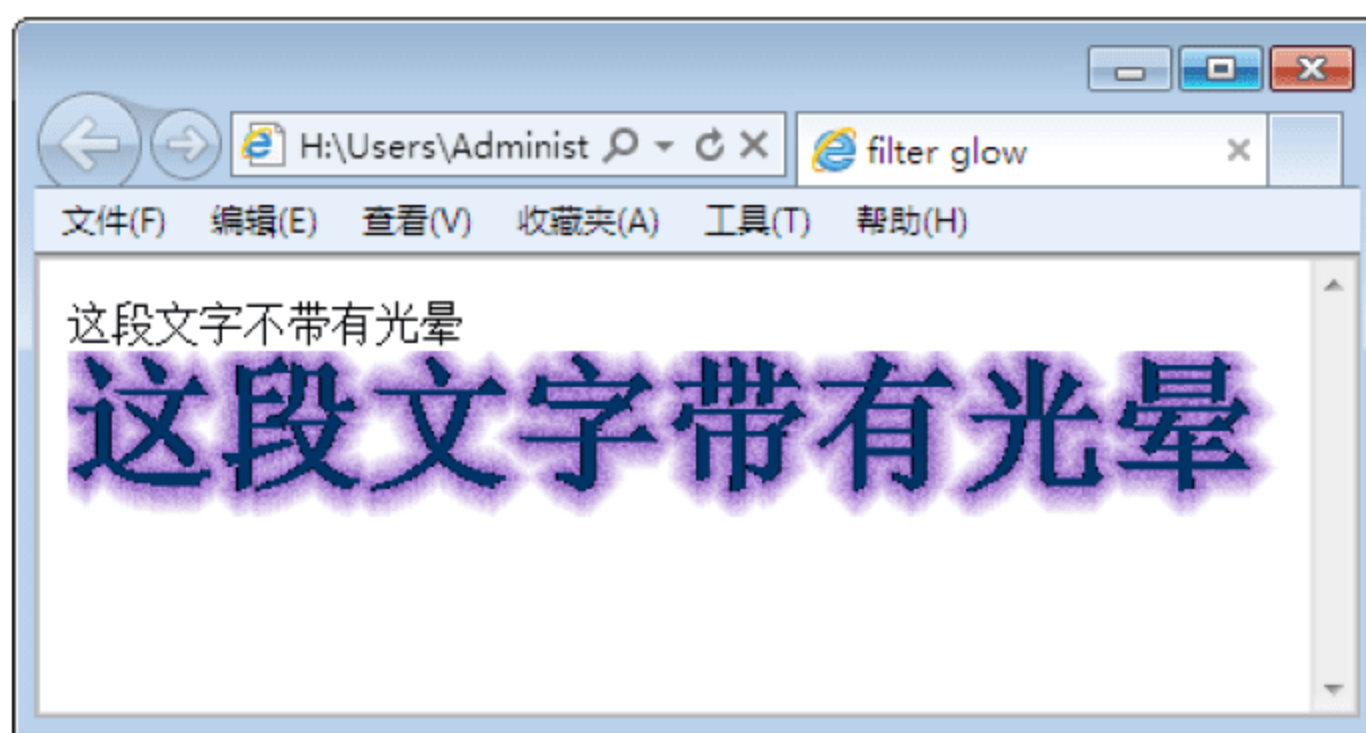 H:\Users\Administ
filter glow
文件(F) 编辑(E) 查看(V) 收藏夹(A) 工具(T) 帮助(H)
这段文字不带有光晕
这段文字带有光晕